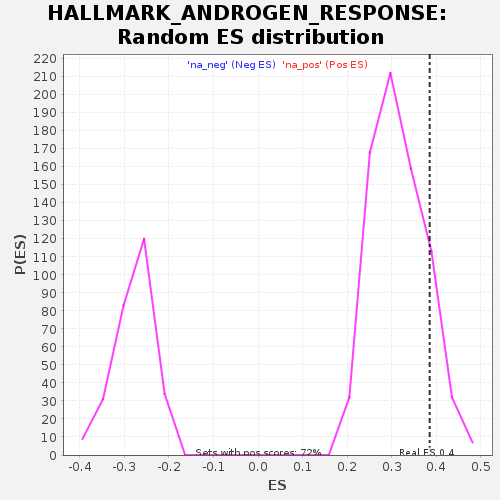 HALLMARK_ANDROGEN_RESPONSE:
Random ES distribution
'na_neg' (Neg ES) 'na_pos' (Pos ES)
220
210
200
190
180
170
160
150
140
130
120
110
100
90
80
70
60
50
40
30
20
10
0
P(ES)
Sets with pos scores: 72%
Real ES 0.4
-0.4 -0.3 -0.2 -0.1 0.0 0.1 0.2 0.3 0.4 0.5
ES